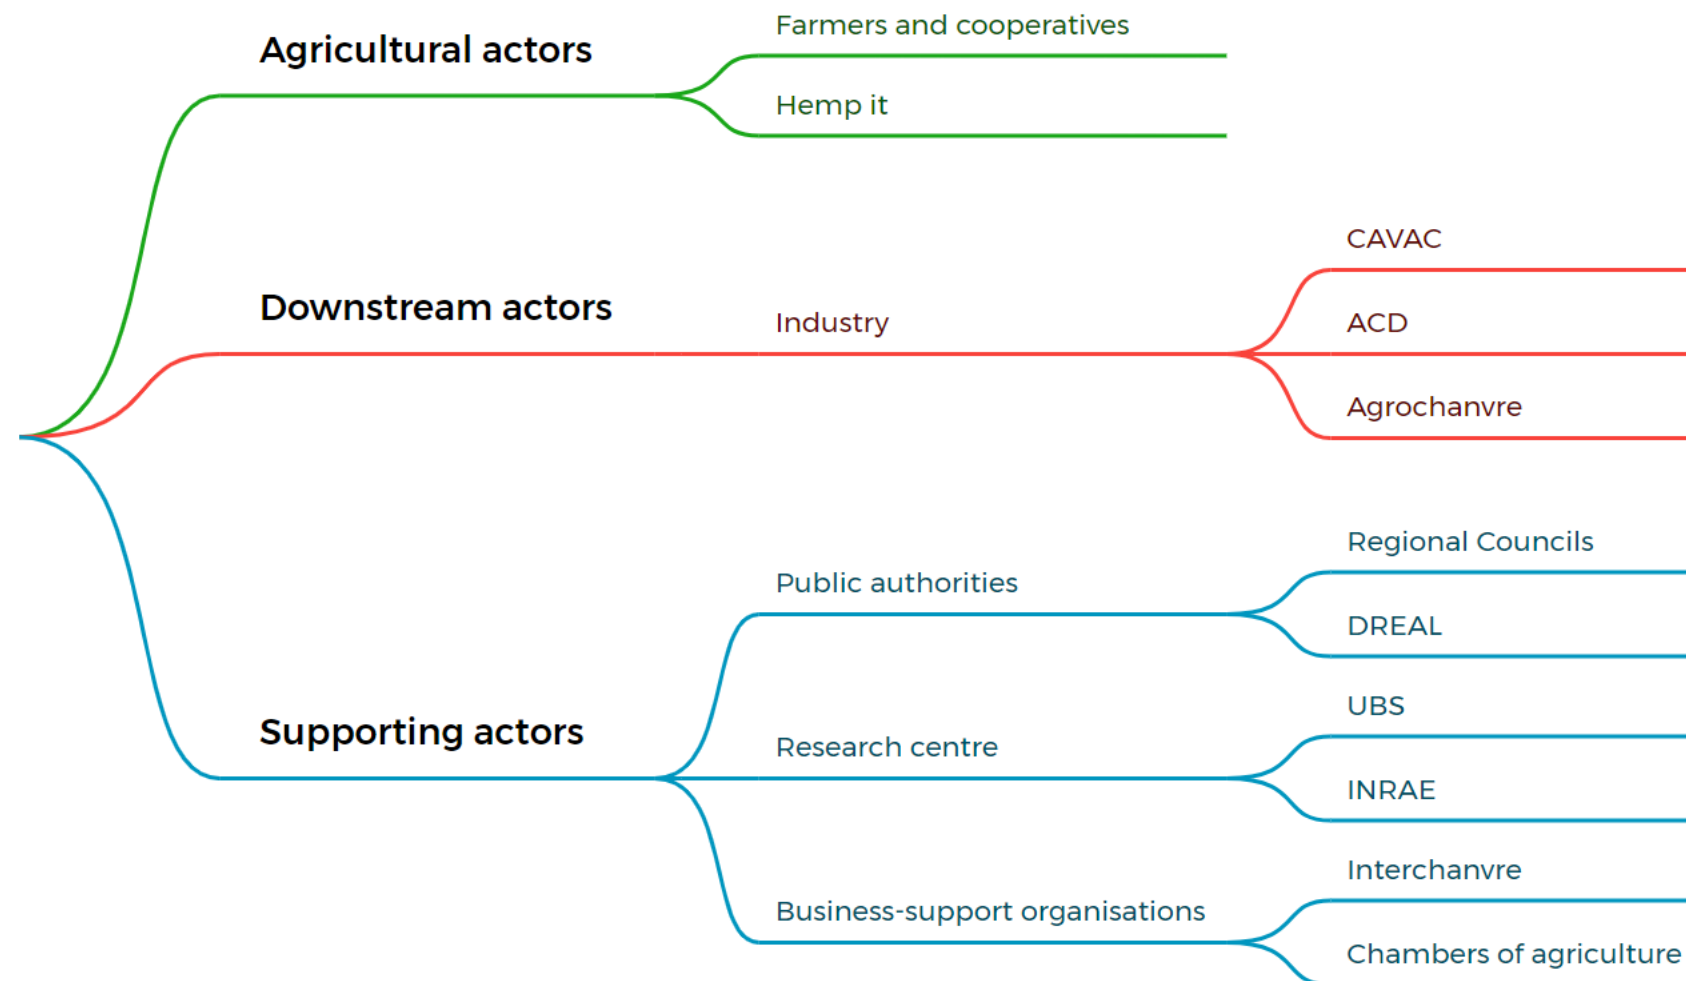 Agricultural actors
Farmers and cooperatives
Hemp it
Downstream actors
Industry
CAVAC
ACD
Agrochanvre
Supporting actors
Public authorities
Regional Councils
DREAL
Research centre
UBS
INRAE
Business-support organisations
Interchanvre
Chambers of agriculture